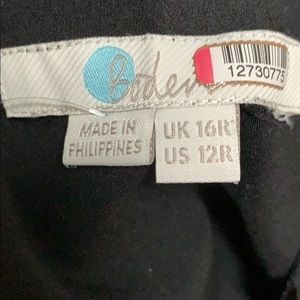 Boden
12730775
MADE IN
PHILIPPINES
UK 16R
US 12R